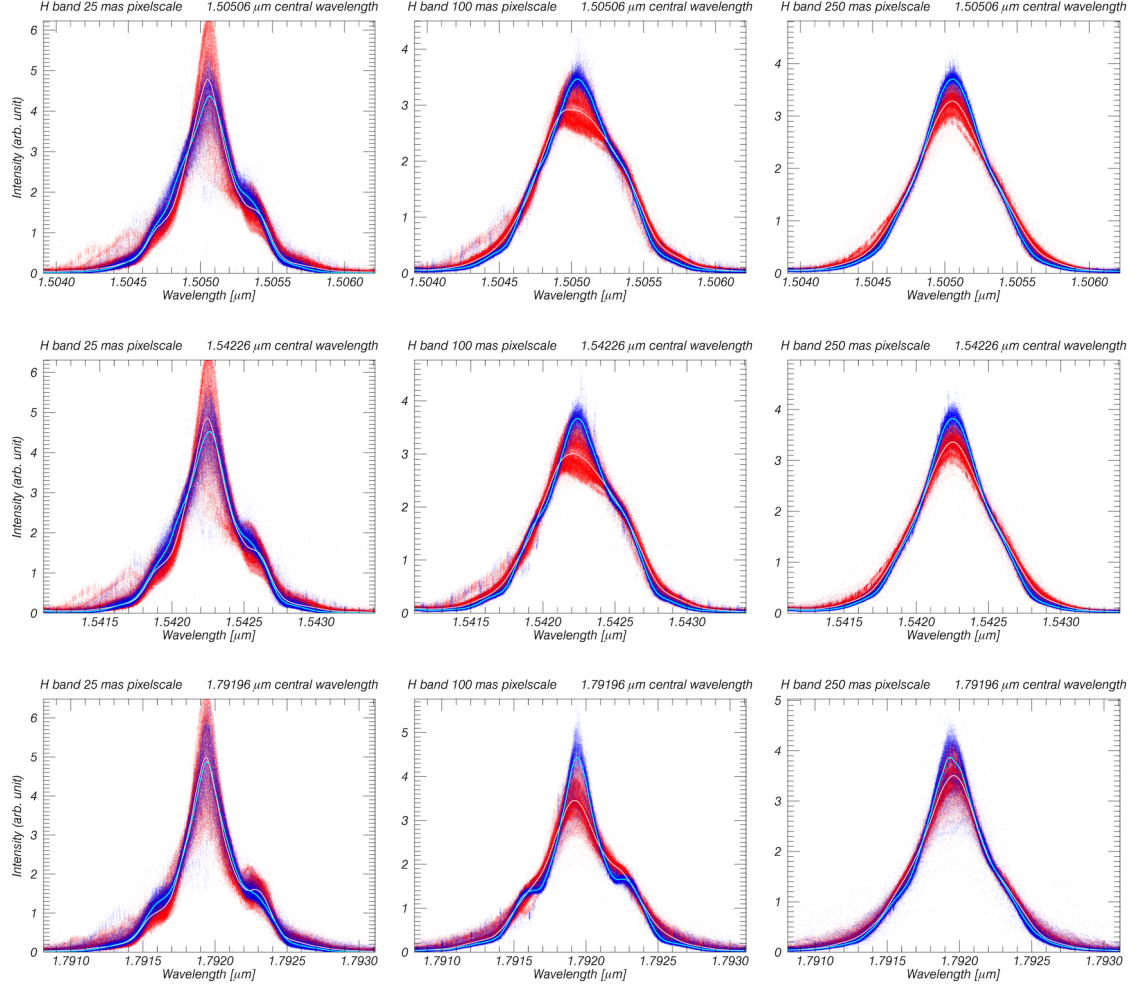 H band 25 mas pixelscale 1.50506 μm central wavelength
H band 100 mas pixelscale 1.50506 μm central wavelength
H band 250 mas pixelscale 1.50506 μm central wavelength
Intensity (arb. unit)
6
5
4
3
2
1
0
4
3
2
1
0
4
3
2
1
0
1.5040 1.5045 1.5050 1.5055 1.5060
1.5040 1.5045 1.5050 1.5055 1.5060
1.5040 1.5045 1.5050 1.5055 1.5060
Wavelength [μm]
Wavelength [μm]
Wavelength [μm]
H band 25 mas pixelscale 1.54226 μm central wavelength
H band 100 mas pixelscale 1.54226 μm central wavelength
H band 250 mas pixelscale 1.54226 μm central wavelength
Intensity (arb. unit)
6
5
4
3
2
1
0
4
3
2
1
0
4
3
2
1
0
1.5415 1.5420 1.5425 1.5430
1.5415 1.5420 1.5425 1.5430
1.5415 1.5420 1.5425 1.5430
Wavelength [μm]
Wavelength [μm]
Wavelength [μm]
H band 25 mas pixelscale 1.79196 μm central wavelength
H band 100 mas pixelscale 1.79196 μm central wavelength
H band 250 mas pixelscale 1.79196 μm central wavelength
Intensity (arb. unit)
6
5
4
3
2
1
0
5
4
3
2
1
0
5
4
3
2
1
0
1.7910 1.7915 1.7920 1.7925 1.7930
1.7910 1.7915 1.7920 1.7925 1.7930
1.7910 1.7915 1.7920 1.7925 1.7930
Wavelength [μm]
Wavelength [μm]
Wavelength [μm]